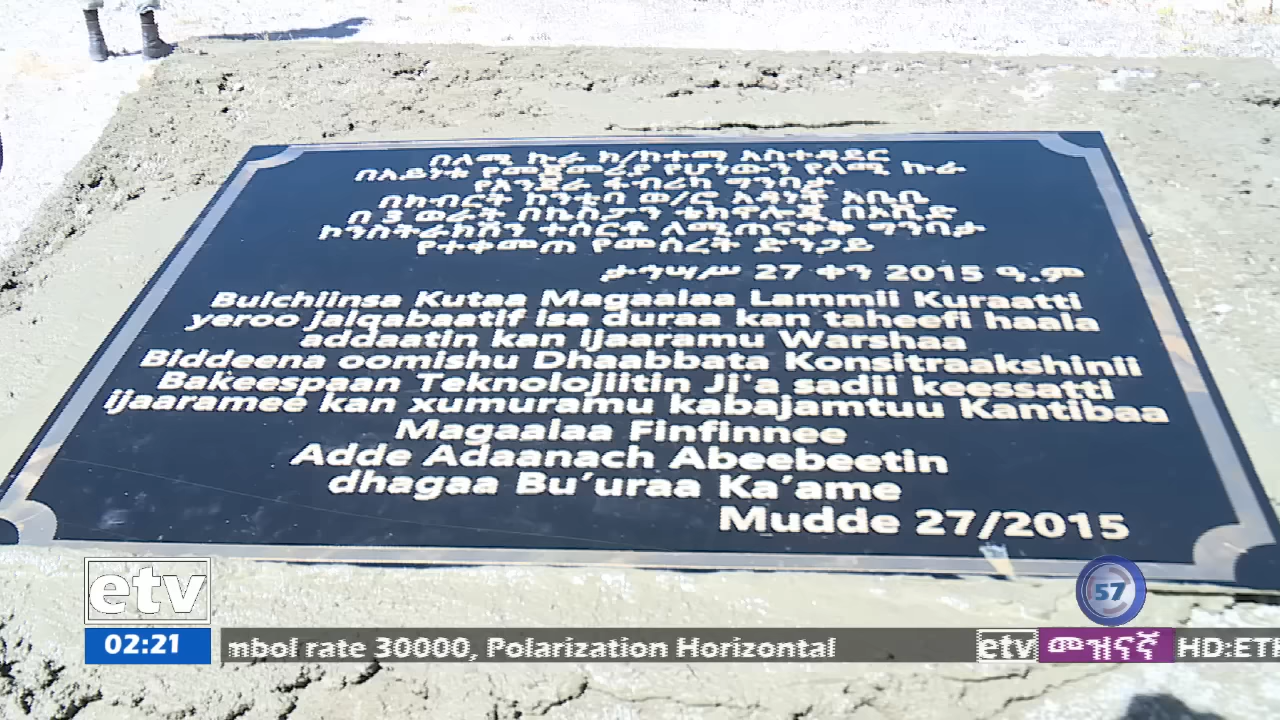 በለሚ ኩራ ክ/ከተማ አስተዳደር
በአይነቱ የመጀመሪያ የሆነውን የለሚ ኩራ
የእንጀራ ፋብሪካ ግንባታ
በክብርት ከንቲባ ወ/ሮ አዳነች አቤቤ
በ 3 ወራት በኬስፓን ቴክኖሎጂ በኦቪድ
ኮንስትራክሽን ተሰርቶ ለሚጠናቀቅ ግንባታ
የተቀመጠ የመሰረት ድንጋይ
ታኅሣሥ 27 ቀን 2015 ዓ.ም
Bulchiinsa Kutaa Magaalaa Lammii Kuraatti
yeroo jalqabaatif isa duraa kan taheefi haala
addaatin kan ijaaramu Warshaa
Biddeena oomishu Dhaabbata Konsitraakshinii
Bakeespaan Teknolojiitin Ji'a sadii keessatti
ijaaramee kan xumuramu kabajamtuu Kantibaa
Magaalaa Finfinnee
Adde Adaanach Abeebeetin
dhagaa Bu'uraa Ka'ame
Mudde 27/2015
etv
57
02:21
mbol rate 30000, Polarization Horizontal etv መዝናኛ HD:ETH